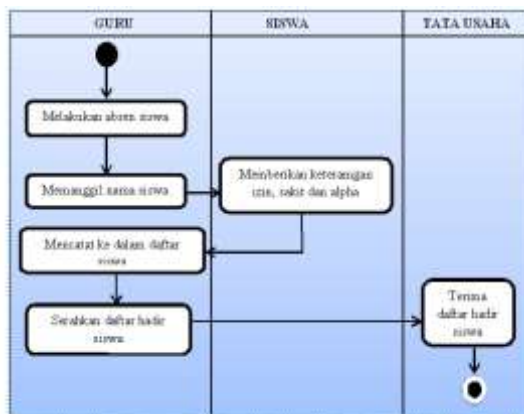 GURU
SISWA
TATA USAHA
Melakukan absen siswa
Memanggil nama siswa
Memberikan keterangan
izin, sakit dan alpha
Mencatat ke dalam daftar
siswa
Serahkan daftar hadir
siswa
Terima
daftar hadir
siswa